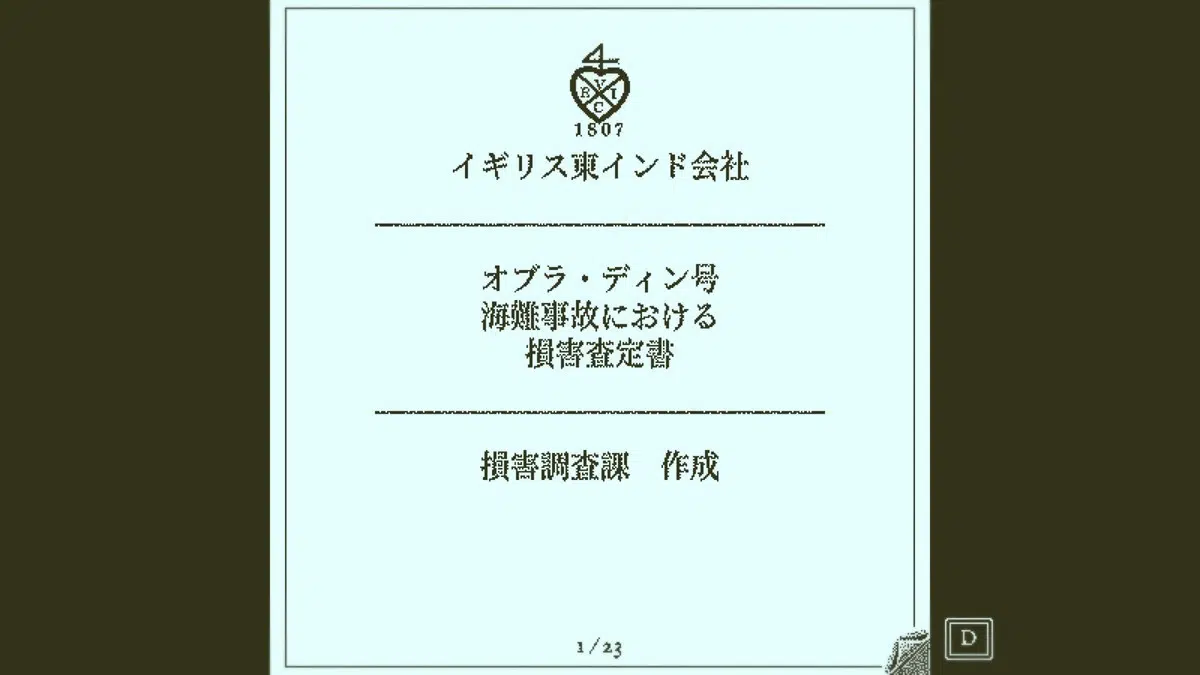 V
E I
C
1807
イギリス東インド会社
オブラ・ディン号
海難事故における
損害査定書
損害調査課　作成
1/23
D